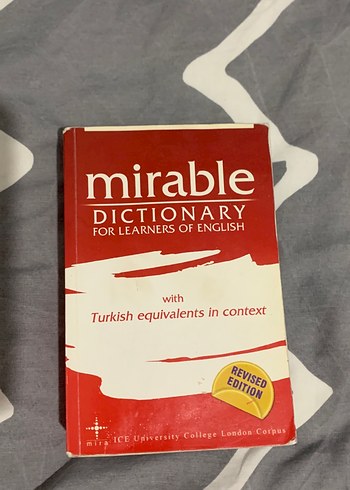 mirable
DICTIONARY
FOR LEARNERS OF ENGLISH
with
Turkish equivalents in context
REVISED
EDITION
mira
ICE University College London Corpus